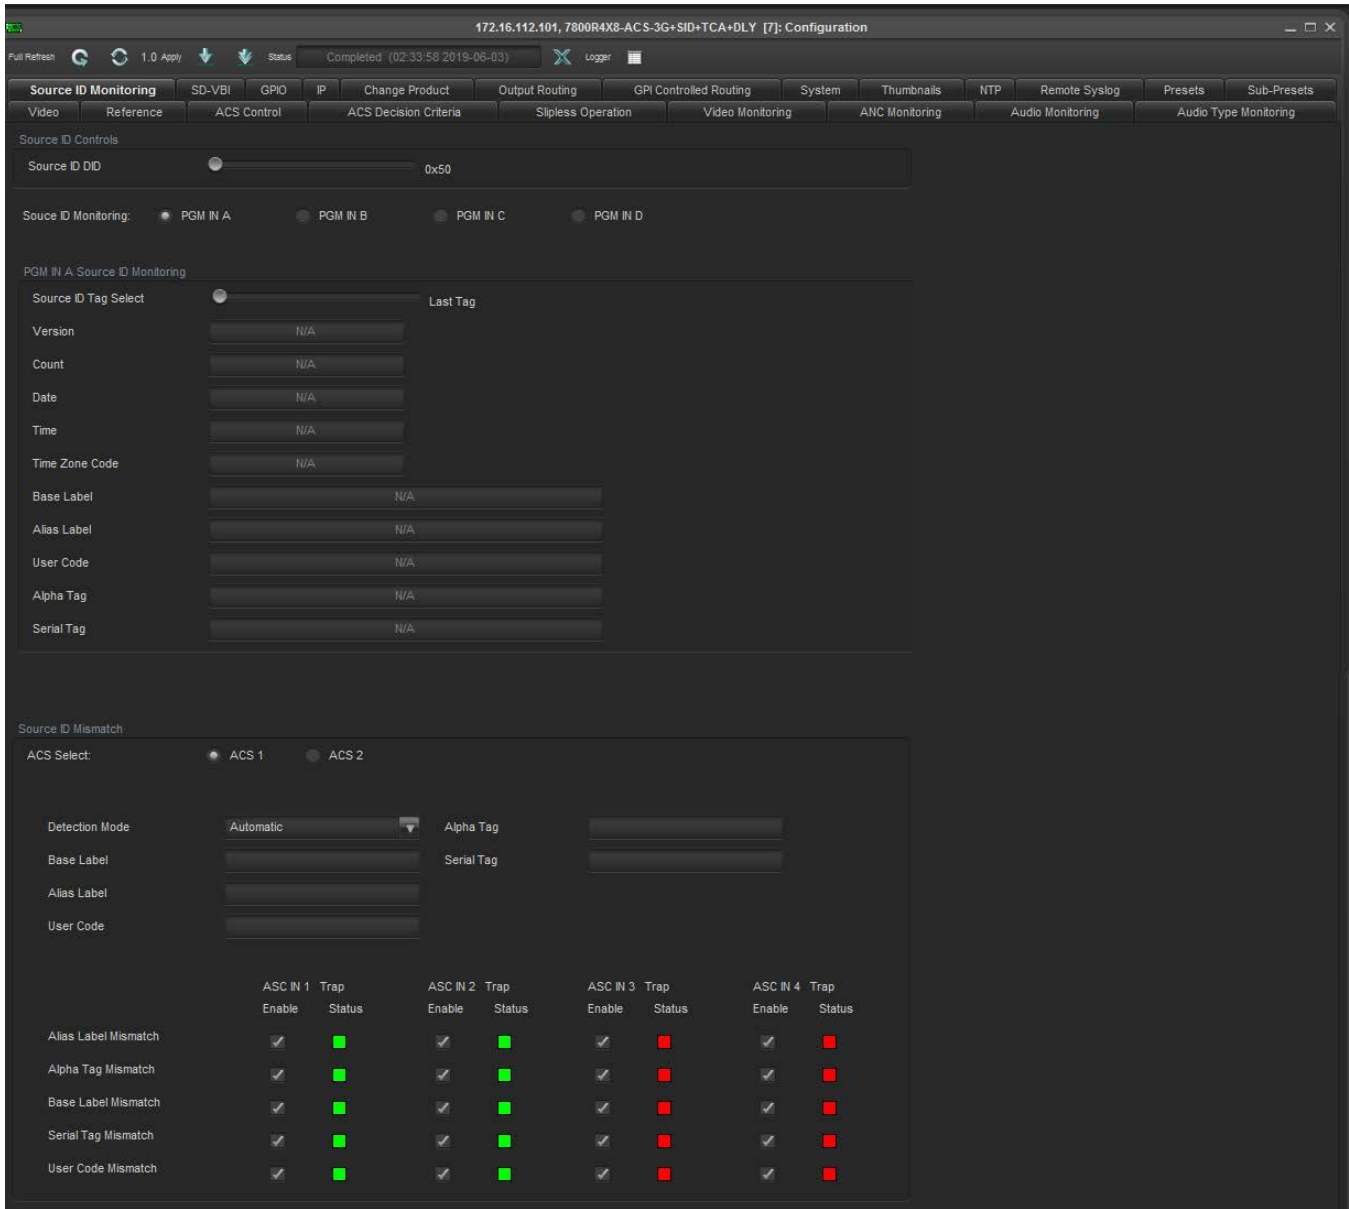 172.16.112.101, 7800R4X8-ACS-3G+SID+TCA+DLY [7]: Configuration
Full Refresh 1.0 Apply Status Completed (02:33:58 2019-06-03) Logger
Source ID Monitoring SD-VBI GPIO IP Change Product Output Routing GPI Controlled Routing System Thumbnails NTP Remote Syslog Presets Sub-Presets
Video Reference ACS Control ACS Decision Criteria Slipless Operation Video Monitoring ANC Monitoring Audio Monitoring Audio Type Monitoring
Source ID Controls
Source ID DID 0x50
Souce ID Monitoring: PGM IN A PGM IN B PGM IN C PGM IN D
PGM IN A Source ID Monitoring
Source ID Tag Select Last Tag
Version N/A
Count N/A
Date N/A
Time N/A
Time Zone Code N/A
Base Label N/A
Alias Label N/A
User Code N/A
Alpha Tag N/A
Serial Tag N/A
Source ID Mismatch
ACS Select: ACS 1 ACS 2
Detection Mode Automatic Alpha Tag
Base Label Serial Tag
Alias Label
User Code
ASC IN 1 Trap ASC IN 2 Trap ASC IN 3 Trap ASC IN 4 Trap
Enable Status Enable Status Enable Status Enable Status
Alias Label Mismatch
Alpha Tag Mismatch
Base Label Mismatch
Serial Tag Mismatch
User Code Mismatch